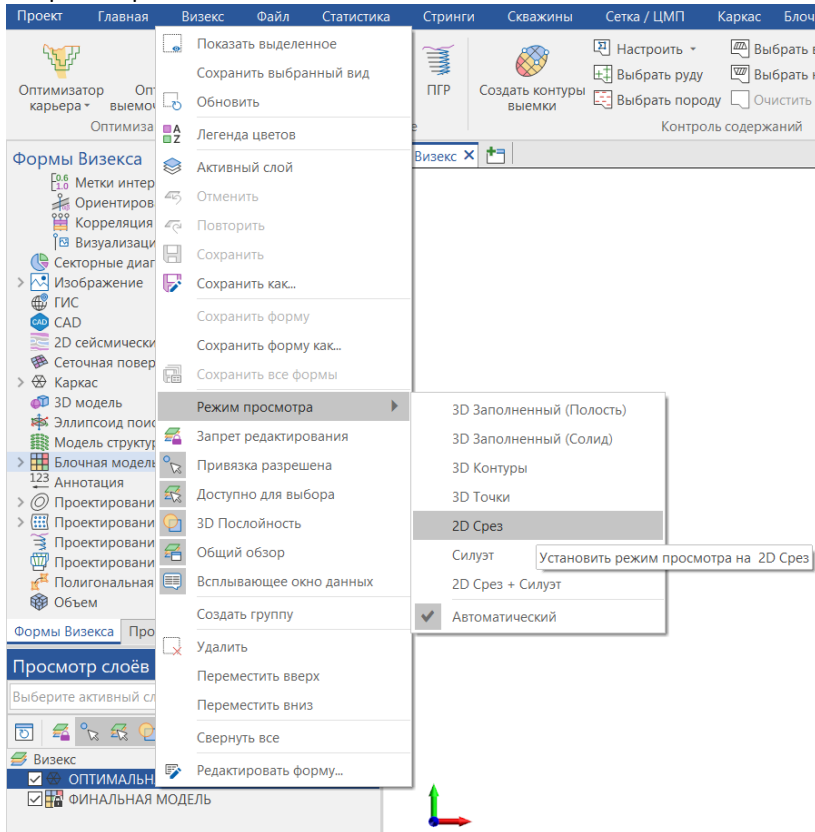 Проект Главная Визекс Файл Статистика Стринги Скважины Сетка / ЦМП Каркас Блоч
Оптимизатор карьера
Оп выемо
ПГР
Создать контуры выемки
Настроить
Выбрать руду
Выбрать породу
Выбрать в
Выбрать н
Очистить
Оптимиза
Контроль содержаний
Формы Визекса
Метки интер
Ориентиров
Корреляция
Визуализаци
Секторные диаг
Изображение
ГИС
CAD
2D сейсмически
Сеточная повер
Каркас
3D модель
Эллипсоид поис
Модель структу
Блочная модель
Аннотация
Проектировани
Проектировани
Проектировани
Проектировани
Полигональная
Объем
Формы Визекса Про
Просмотр слоёв
Выберите активный сл
Визекс
ОПТИМАЛЬН
ФИНАЛЬНАЯ МОДЕЛЬ
Показать выделенное
Сохранить выбранный вид
Обновить
Легенда цветов
Активный слой
Отменить
Повторить
Сохранить
Сохранить как...
Сохранить форму
Сохранить форму как...
Сохранить все формы
Режим просмотра
Запрет редактирования
Привязка разрешена
Доступно для выбора
3D Послойность
Общий обзор
Всплывающее окно данных
Создать группу
Удалить
Переместить вверх
Переместить вниз
Свернуть все
Редактировать форму...
Визекс
3D Заполненный (Полость)
3D Заполненный (Солид)
3D Контуры
3D Точки
2D Срез
Силуэт
2D Срез + Силуэт
Автоматический
Установить режим просмотра на 2D Срез